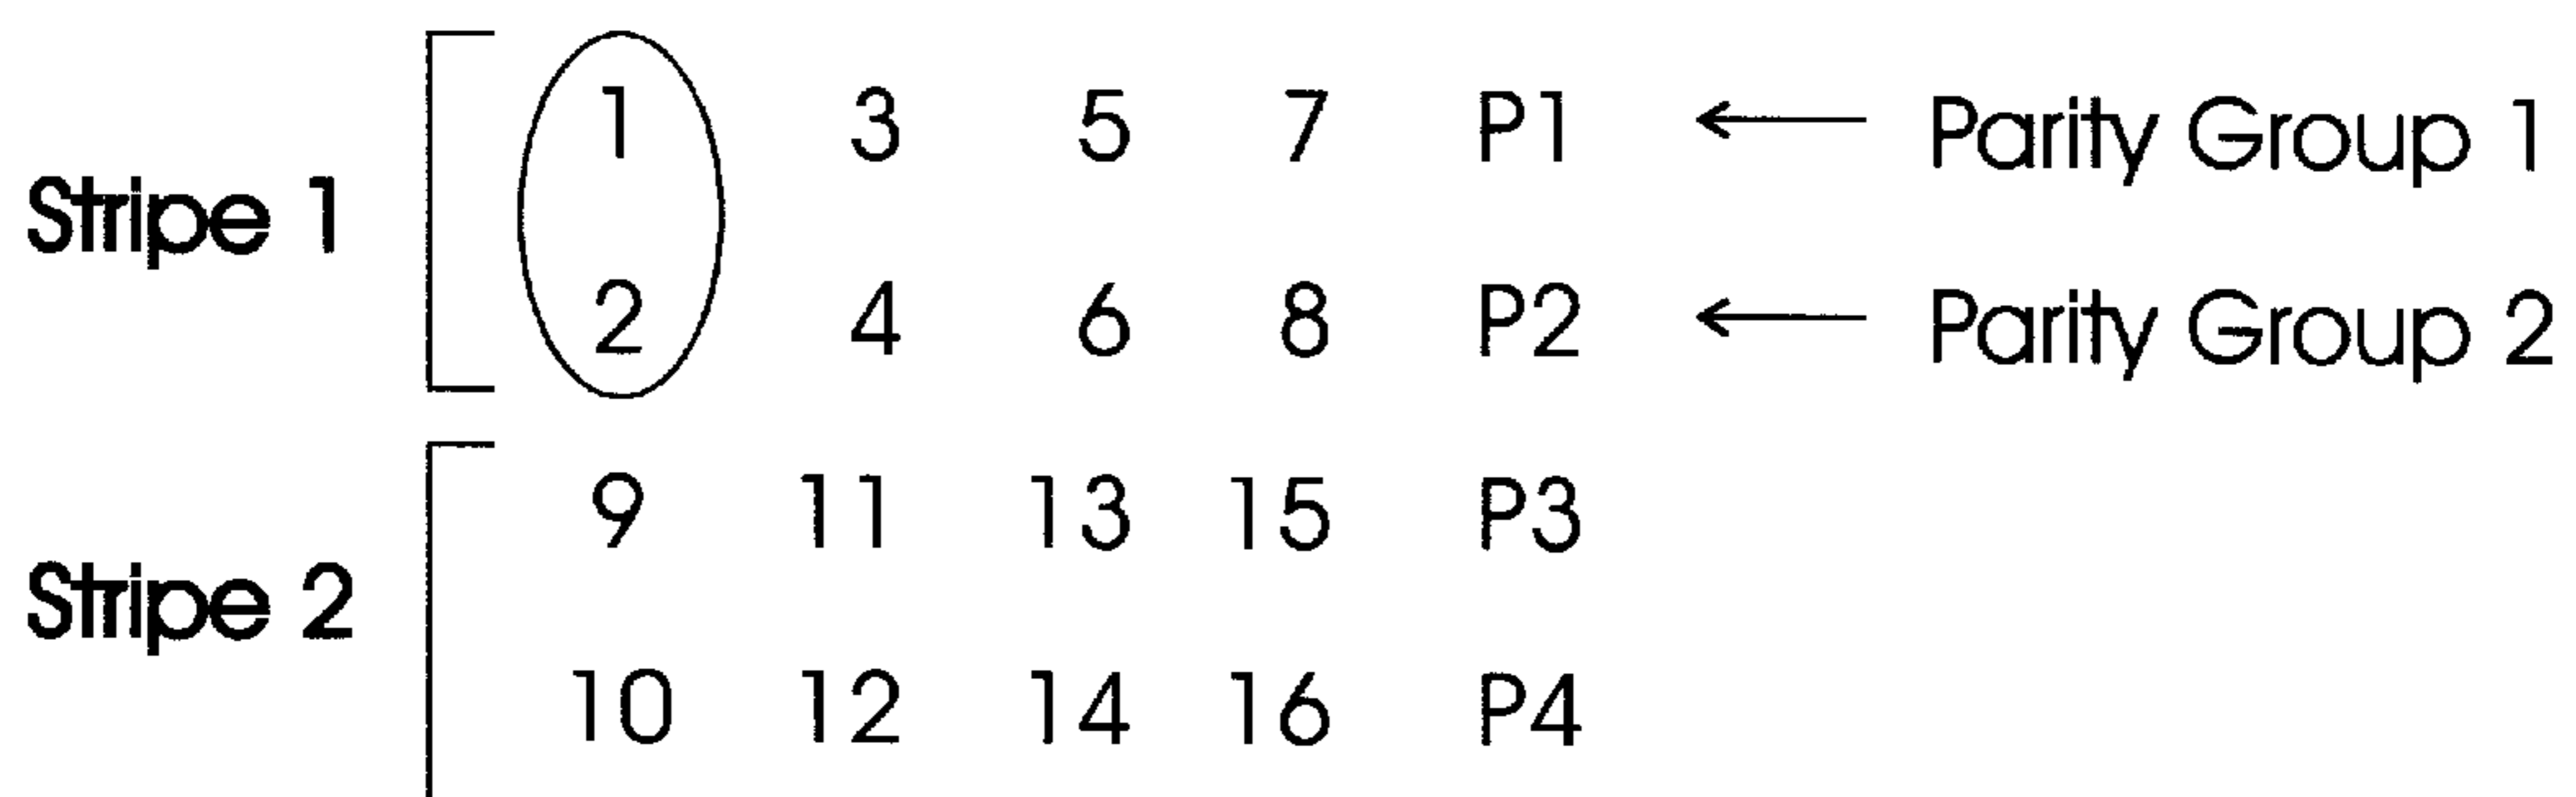 1 3 5 7 P1 Parity Group 1
Stripe 1
2 4 6 8 P2 Parity Group 2
9 11 13 15 P3
Stripe 2
10 12 14 16 P4